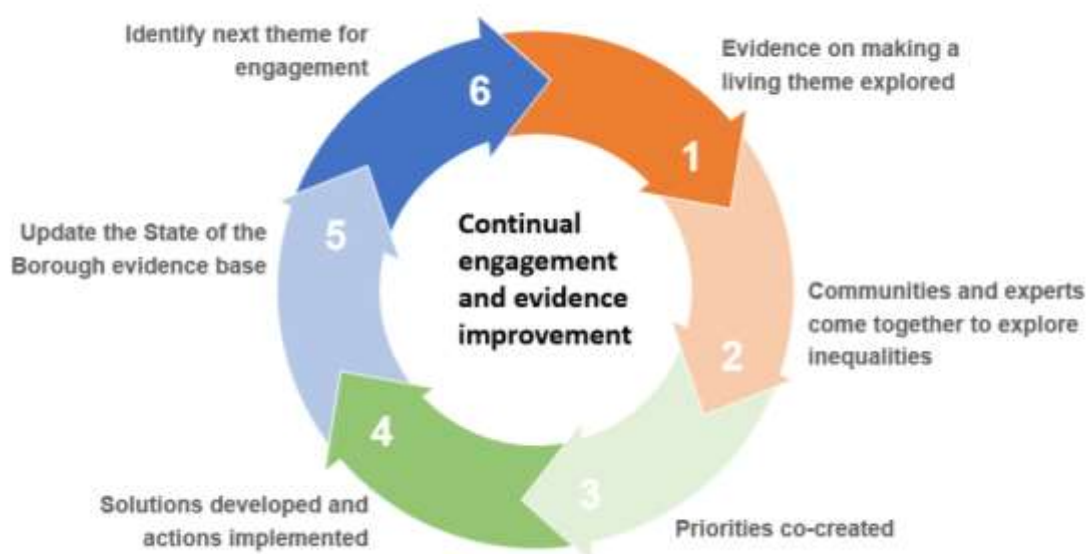 Continual
engagement
and evidence
improvement
1
Evidence on making a
living theme explored
2
Communities and experts
come together to explore
inequalities
3
Priorities co-created
4
Solutions developed and
actions implemented
5
Update the State of the
Borough evidence base
6
Identify next theme for
engagement